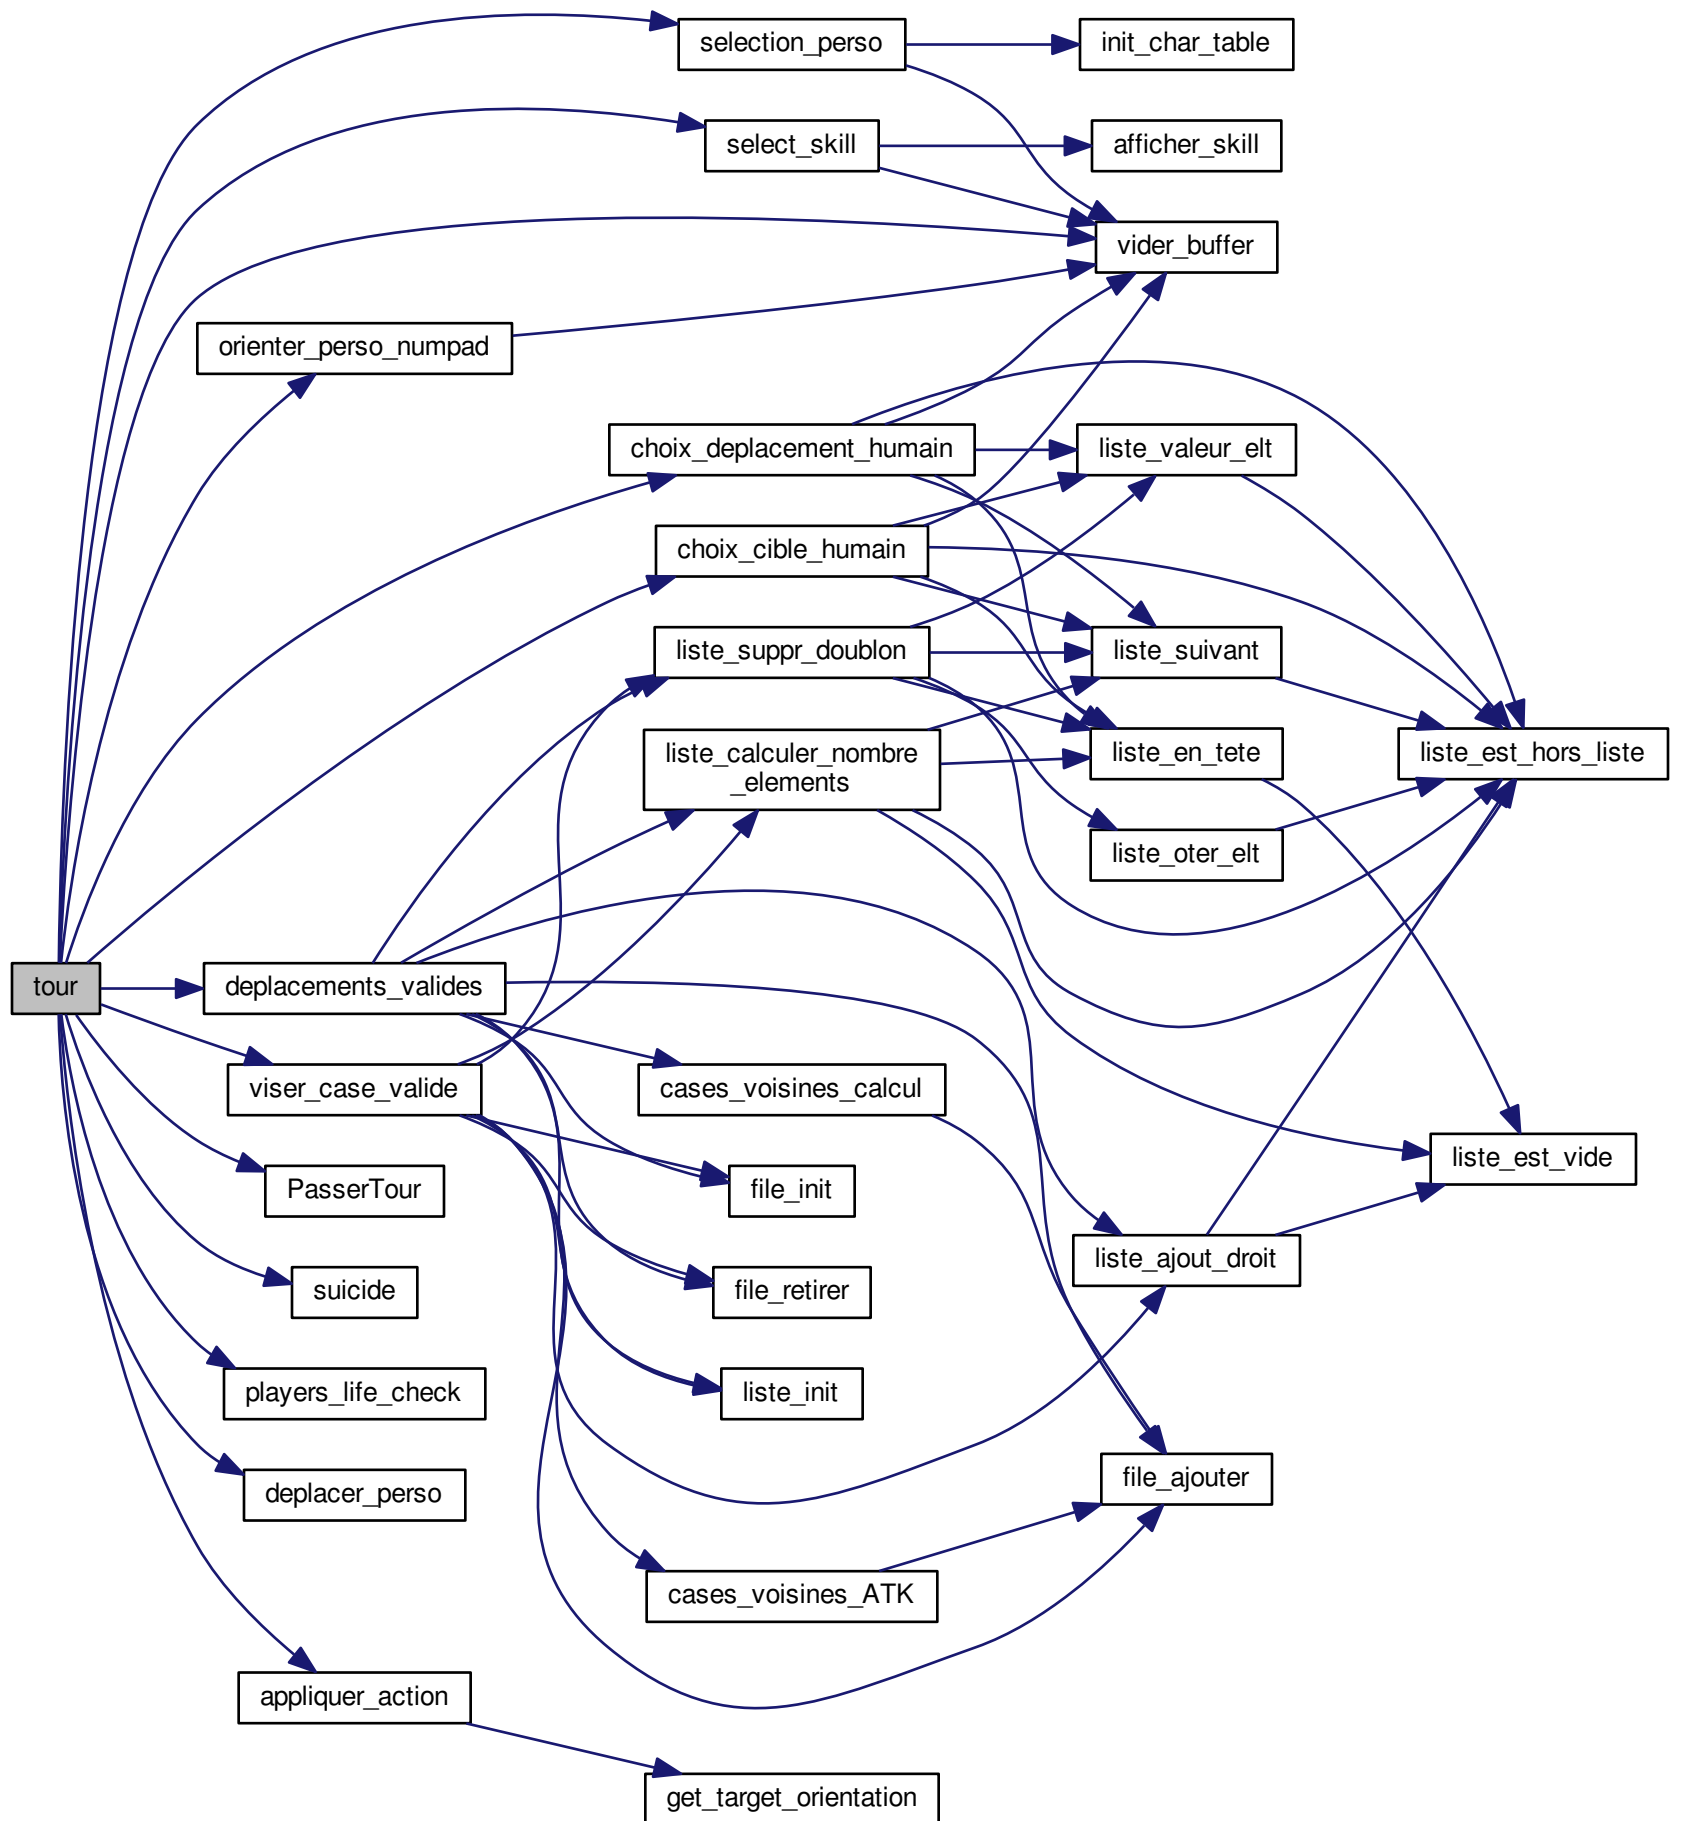 selection_perso
init_char_table
select_skill
afficher_skill
vider_buffer
orienter_perso_numpad
choix_deplacement_humain
liste_valeur_elt
choix_cible_humain
liste_suppr_doublon
liste_suivant
liste_calculer_nombre
_elements
liste_en_tete
liste_est_hors_liste
liste_oter_elt
tour
deplacements_valides
viser_case_valide
cases_voisines_calcul
liste_est_vide
PasserTour
file_init
liste_ajout_droit
suicide
file_retirer
players_life_check
liste_init
deplacer_perso
file_ajouter
cases_voisines_ATK
appliquer_action
get_target_orientation